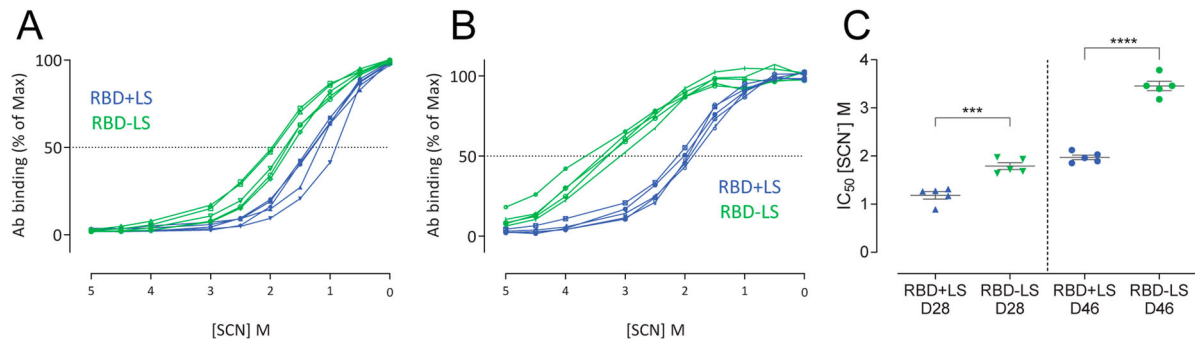 A
Ab binding (% of Max)
100
50
0
RBD+LS
RBD-LS
5 4 3 2 1 0
[SCN] M
B
Ab binding (% of Max)
100
50
0
RBD+LS
RBD-LS
5 4 3 2 1 0
[SCN] M
C
IC50 [SCN-] M
4
3
2
1
0
***
****
RBD+LS RBD-LS RBD+LS RBD-LS
D28 D28 D46 D46